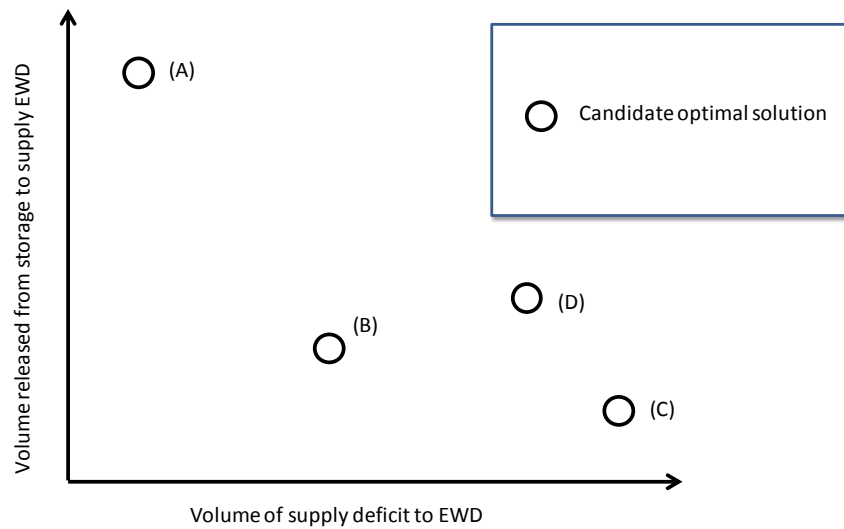 Volume released from storage to supply EWD
(A)
Candidate optimal solution
(B)
(D)
(C)
Volume of supply deficit to EWD